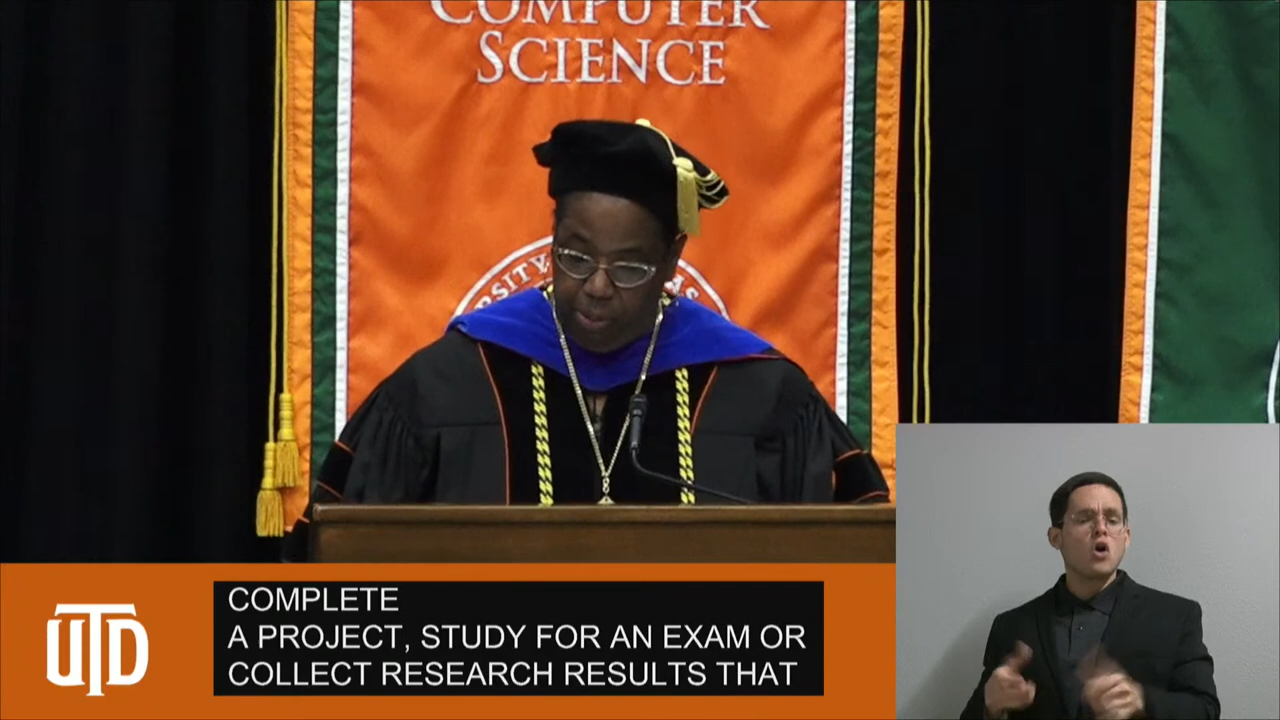 COMPUTER
SCIENCE
UTD
COMPLETE
A PROJECT, STUDY FOR AN EXAM OR
COLLECT RESEARCH RESULTS THAT